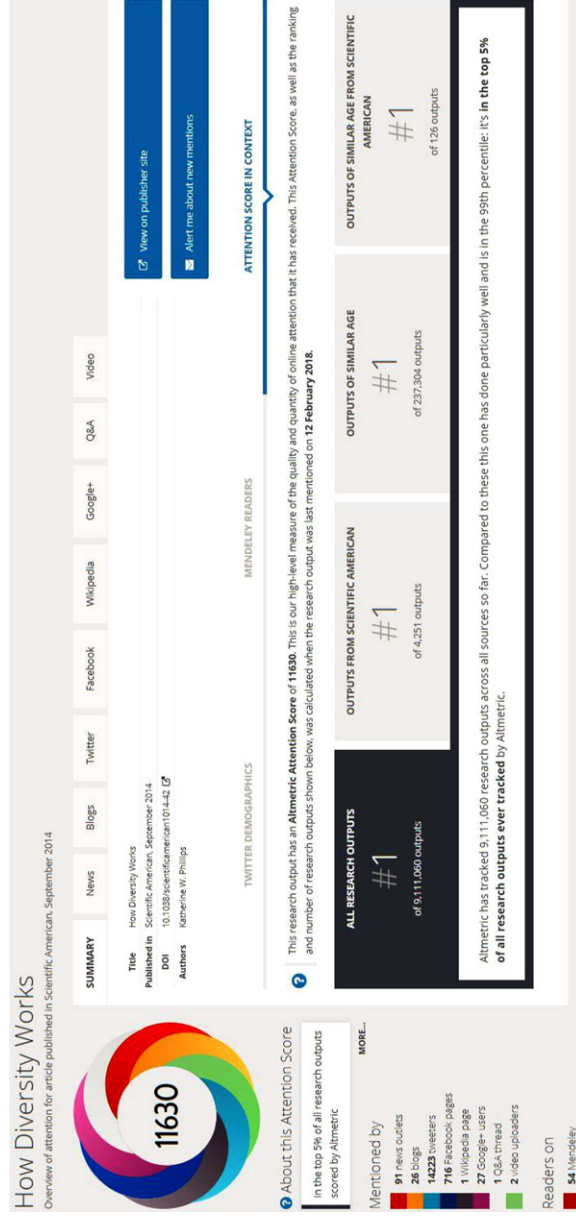 How Diversity Works
Overview of attention for article published in Scientific American, September 2014
11630
? About this Attention Score
In the top 5% of all research outputs
scored by Altmetric
MORE...
Mentioned by
91 news outlets
26 blogs
14223 tweeters
716 Facebook pages
1 Wikipedia page
27 Google+ users
1 Q&A thread
2 video uploaders
Readers on
54 Mendeley
SUMMARY News Blogs Twitter Facebook Wikipedia Google+ Q&A Video
Title How Diversity Works
Published in Scientific American, September 2014
DOI 10.1038/scientificamerican1014-42
Authors Katherine W. Phillips
View on publisher site
Alert me about new mentions
TWITTER DEMOGRAPHICS MENDELEY READERS ATTENTION SCORE IN CONTEXT
? This research output has an Altmetric Attention Score of 11630. This is our high-level measure of the quality and quantity of online attention that it has received. This Attention Score, as well as the ranking
and number of research outputs shown below, was calculated when the research output was last mentioned on 12 February 2018.
ALL RESEARCH OUTPUTS
#1
of 9,111,060 outputs
OUTPUTS FROM SCIENTIFIC AMERICAN
#1
of 4,251 outputs
OUTPUTS OF SIMILAR AGE
#1
of 237,304 outputs
OUTPUTS OF SIMILAR AGE FROM SCIENTIFIC
AMERICAN
#1
of 126 outputs
Altmetric has tracked 9,111,060 research outputs across all sources so far. Compared to these this one has done particularly well and is in the 99th percentile: it's in the top 5%
of all research outputs ever tracked by Altmetric.